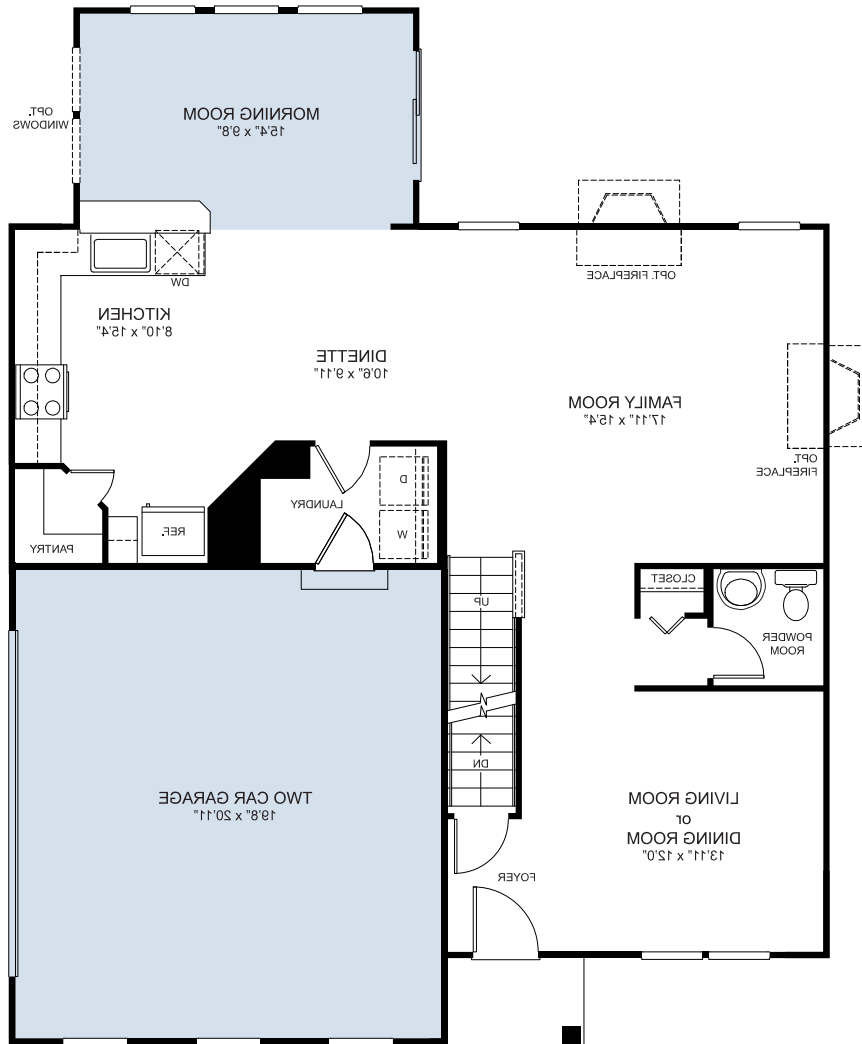 MORNING ROOM
15'4" x 9'8"
OPT.
WINDOWS
OPT. FIREPLACE
DW
KITCHEN
8'10" x 15'4"
DINETTE
10'6" x 9'11"
FAMILY ROOM
17'11" x 15'4"
OPT.
FIREPLACE
D
LAUNDRY
W
REF.
PANTRY
UP
CLOSET
POWDER
ROOM
DN
TWO CAR GARAGE
19'8" x 20'11"
LIVING ROOM
or
DINING ROOM
13'11" x 12'0"
FOYER